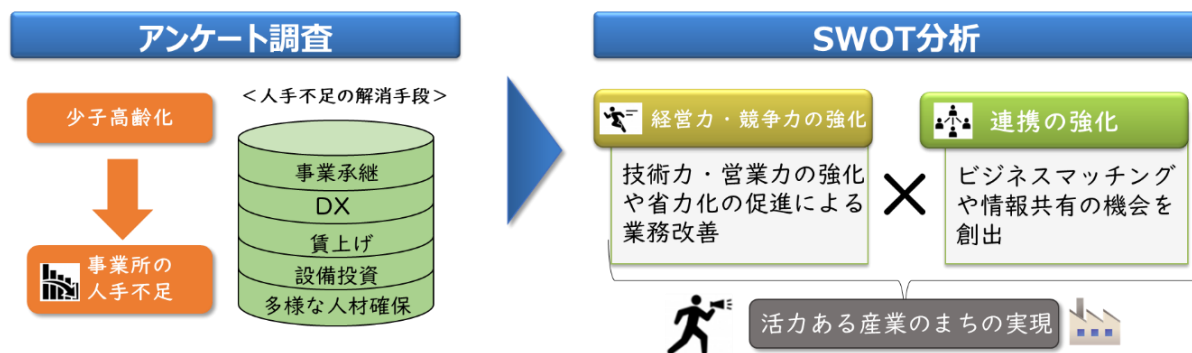 アンケート調査
少子高齢化
事業所の
人手不足
＜人手不足の解消手段＞
事業承継
DX
賃上げ
設備投資
多様な人材確保
SWOT分析
経営力・競争力の強化
技術力・営業力の強化
や省力化の促進による
業務改善
連携の強化
ビジネスマッチング
や情報共有の機会を
創出
活力ある産業のまちの実現